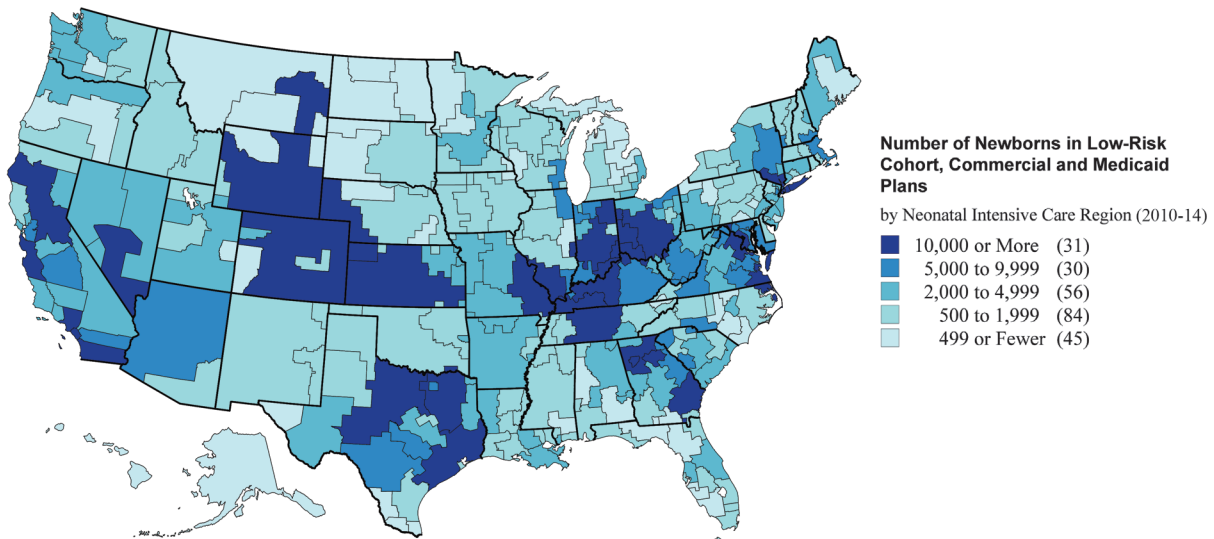 Number of Newborns in Low-Risk
Cohort, Commercial and Medicaid
Plans
by Neonatal Intensive Care Region (2010-14)
10,000 or More (31)
5,000 to 9,999 (30)
2,000 to 4,999 (56)
500 to 1,999 (84)
499 or Fewer (45)